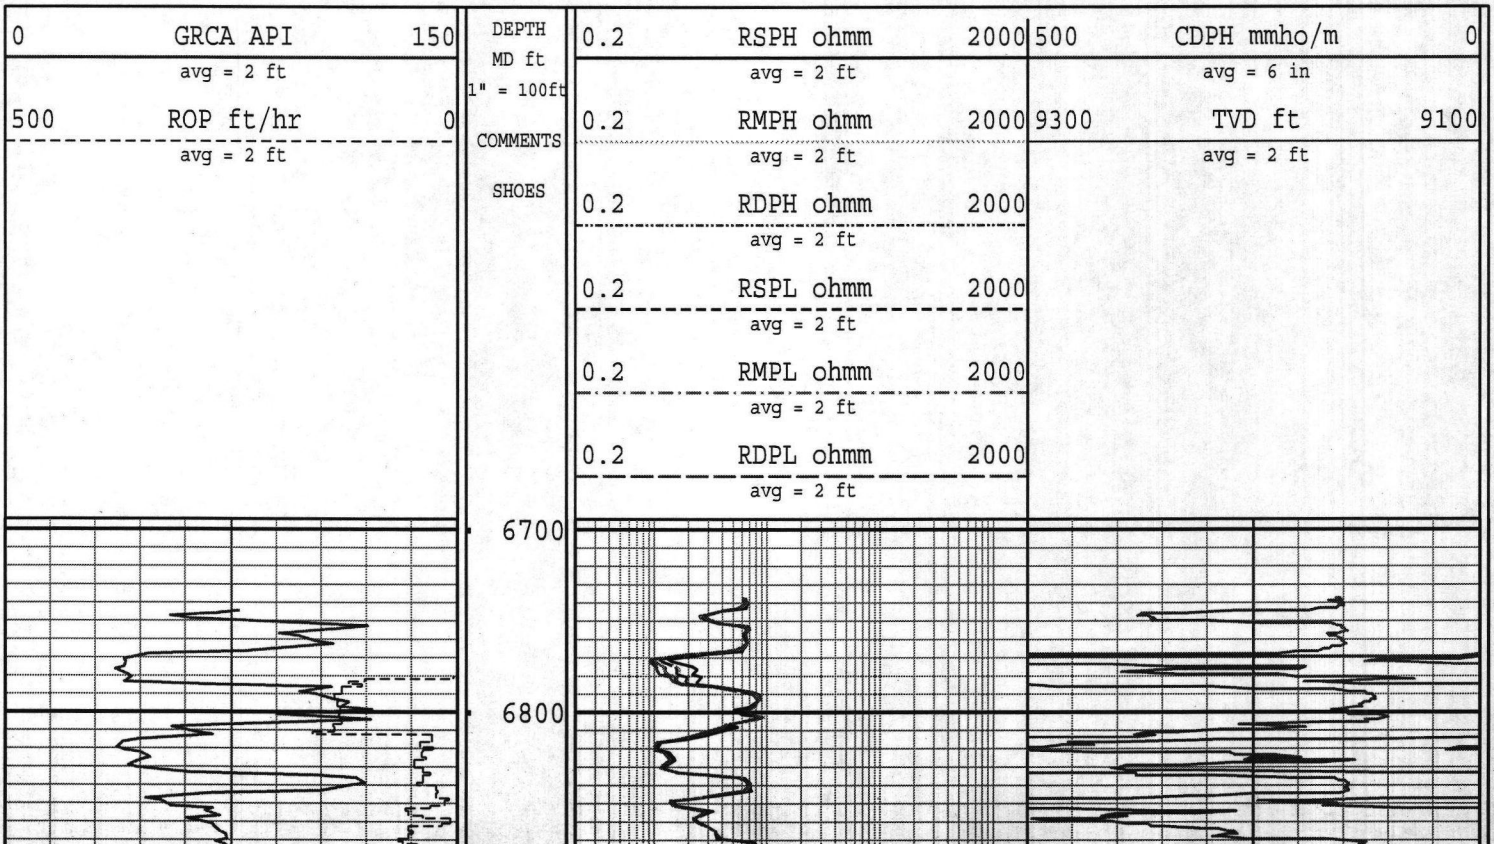 0 GRCA API 150
avg = 2 ft
500 ROP ft/hr 0
avg = 2 ft
DEPTH
MD ft
1" = 100ft
COMMENTS
SHOES
0.2 RSPH ohmm 2000
avg = 2 ft
0.2 RMPH ohmm 2000
avg = 2 ft
0.2 RDPH ohmm 2000
avg = 2 ft
0.2 RSPL ohmm 2000
avg = 2 ft
0.2 RMPL ohmm 2000
avg = 2 ft
0.2 RDPL ohmm 2000
avg = 2 ft
500 CDPH mmho/m 0
avg = 6 in
9300 TVD ft 9100
avg = 2 ft
6700
6800